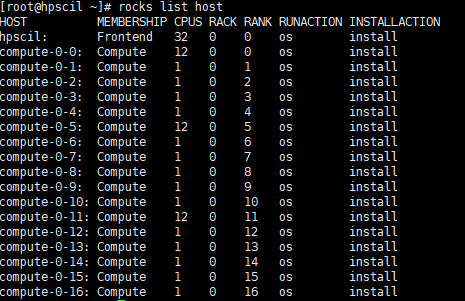 [root@hpscil ~]# rocks list host
HOST          MEMBERSHIP CPUS RACK RANK RUNACTION INSTALLACTION
hpscil:       Frontend   32   0    0    os        install
compute-0-0:  Compute    12   0    0    os        install
compute-0-1:  Compute    1    0    1    os        install
compute-0-2:  Compute    1    0    2    os        install
compute-0-3:  Compute    1    0    3    os        install
compute-0-4:  Compute    1    0    4    os        install
compute-0-5:  Compute    12   0    5    os        install
compute-0-6:  Compute    1    0    6    os        install
compute-0-7:  Compute    1    0    7    os        install
compute-0-8:  Compute    1    0    8    os        install
compute-0-9:  Compute    1    0    9    os        install
compute-0-10: Compute    1    0    10   os        install
compute-0-11: Compute    12   0    11   os        install
compute-0-12: Compute    1    0    12   os        install
compute-0-13: Compute    1    0    13   os        install
compute-0-14: Compute    1    0    14   os        install
compute-0-15: Compute    1    0    15   os        install
compute-0-16: Compute    1    0    16   os        install